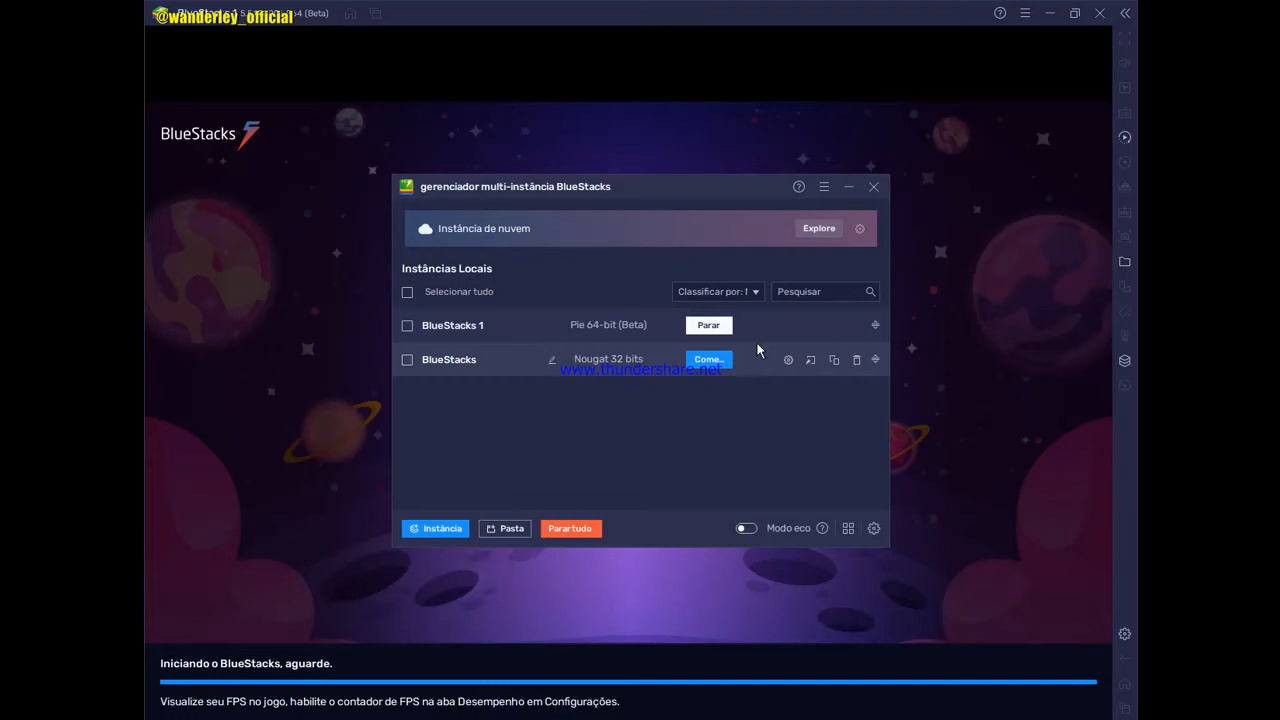 @wanderley_official
64 (Beta)
BlueStacks
gerenciador multi-instância BlueStacks
Instância de nuvem
Explore
Instâncias Locais
Selecionar tudo
Classificar por: N
Pesquisar
BlueStacks 1
Pie 64-bit (Beta)
Parar
BlueStacks
Nougat 32 bits
Come...
www.thundershare.net
Instância
Pasta
Parar tudo
Modo eco
Iniciando o BlueStacks, aguarde.
Visualize seu FPS no jogo, habilite o contador de FPS na aba Desempenho em Configurações.